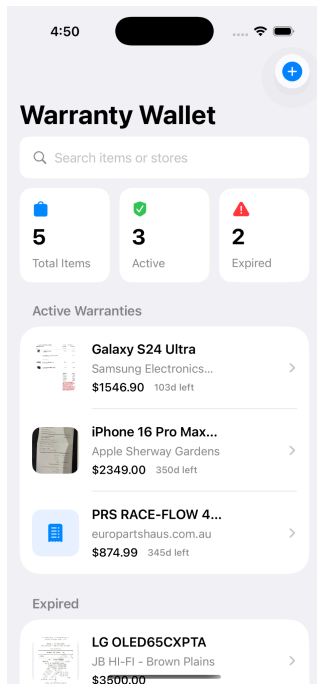 4:50
Warranty Wallet
Search items or stores
5
Total Items
3
Active
2
Expired
Active Warranties
Galaxy S24 Ultra
Samsung Electronics...
$1546.90 103d left
iPhone 16 Pro Max...
Apple Sherway Gardens
$2349.00 350d left
PRS RACE-FLOW 4...
europartshaus.com.au
$874.99 345d left
Expired
LG OLED65CXPTA
JB HI-FI - Brown Plains
$3500.00